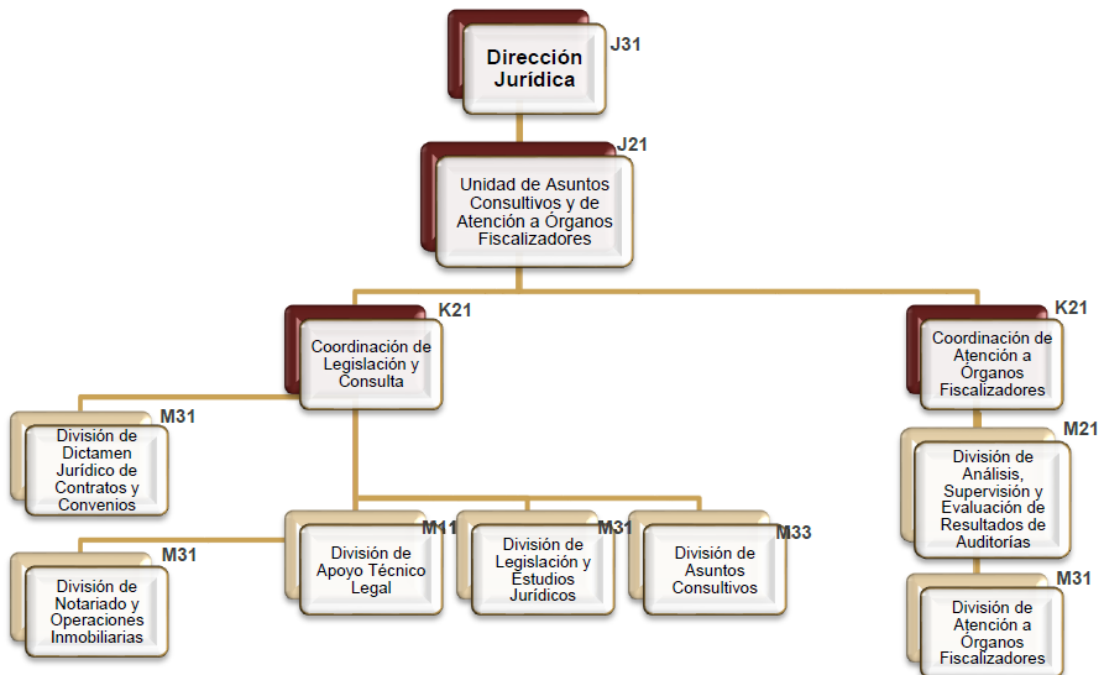 Dirección
Jurídica
J31
J21
Unidad de Asuntos
Consultivos y de
Atención a Órganos
Fiscalizadores
K21
Coordinación de
Legislación y
Consulta
K21
Coordinación de
Atención a
Órganos
Fiscalizadores
M31
División de
Dictamen
Jurídico de
Contratos y
Convenios
M21
División de
Análisis,
Supervisión y
Evaluación de
Resultados de
Auditorías
M11
División de
Apoyo Técnico
Legal
M31
División de
Legislación y
Estudios
Jurídicos
M33
División de
Asuntos
Consultivos
M31
División de
Notariado y
Operaciones
Inmobiliarias
M31
División de
Atención a
Órganos
Fiscalizadores